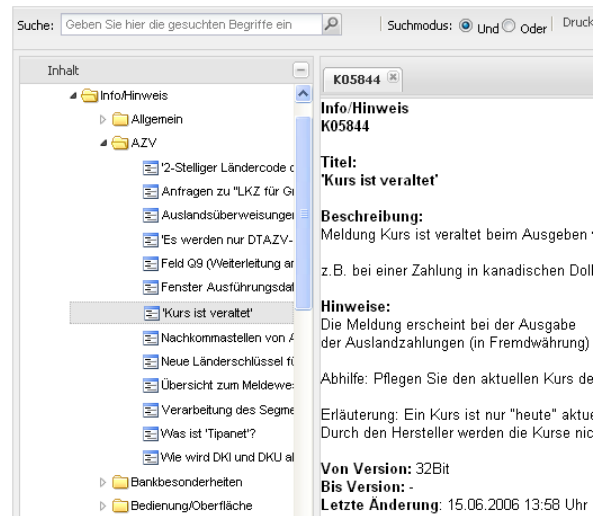 Suche: Geben Sie hier die gesuchten Begriffe ein
Suchmodus: Und Oder Druck
Inhalt
Info/Hinweis
Allgemein
AZV
'2-Stelliger Ländercode
Anfragen zu "LKZ für
Auslandsüberweisunge
'Es werden nur DTAZV-
Feld Q9 (Weiterleitung
Fenster Ausführungsda
'Kurs ist veraltet'
Nachkommastellen von
Neue Länderschlüssel
Übersicht zum Meldewe
Verarbeitung des Segme
Was ist 'Tipanet'?
Wie wird DKI und DKU
Bankbesonderheiten
Bedienung/Oberfläche
K05844
Info/Hinweis
K05844
Titel:
'Kurs ist veraltet'
Beschreibung:
Meldung Kurs ist veraltet beim Ausgeben
z.B. bei einer Zahlung in kanadischen Doll
Hinweise:
Die Meldung erscheint bei der Ausgabe
der Auslandzahlungen (in Fremdwährung)
Abhilfe: Pflegen Sie den aktuellen Kurs de
Erläuterung: Ein Kurs ist nur "heute" aktue
Durch den Hersteller werden die Kurse nic
Von Version: 32Bit
Bis Version: -
Letzte Änderung: 15.06.2006 13:58 Uhr